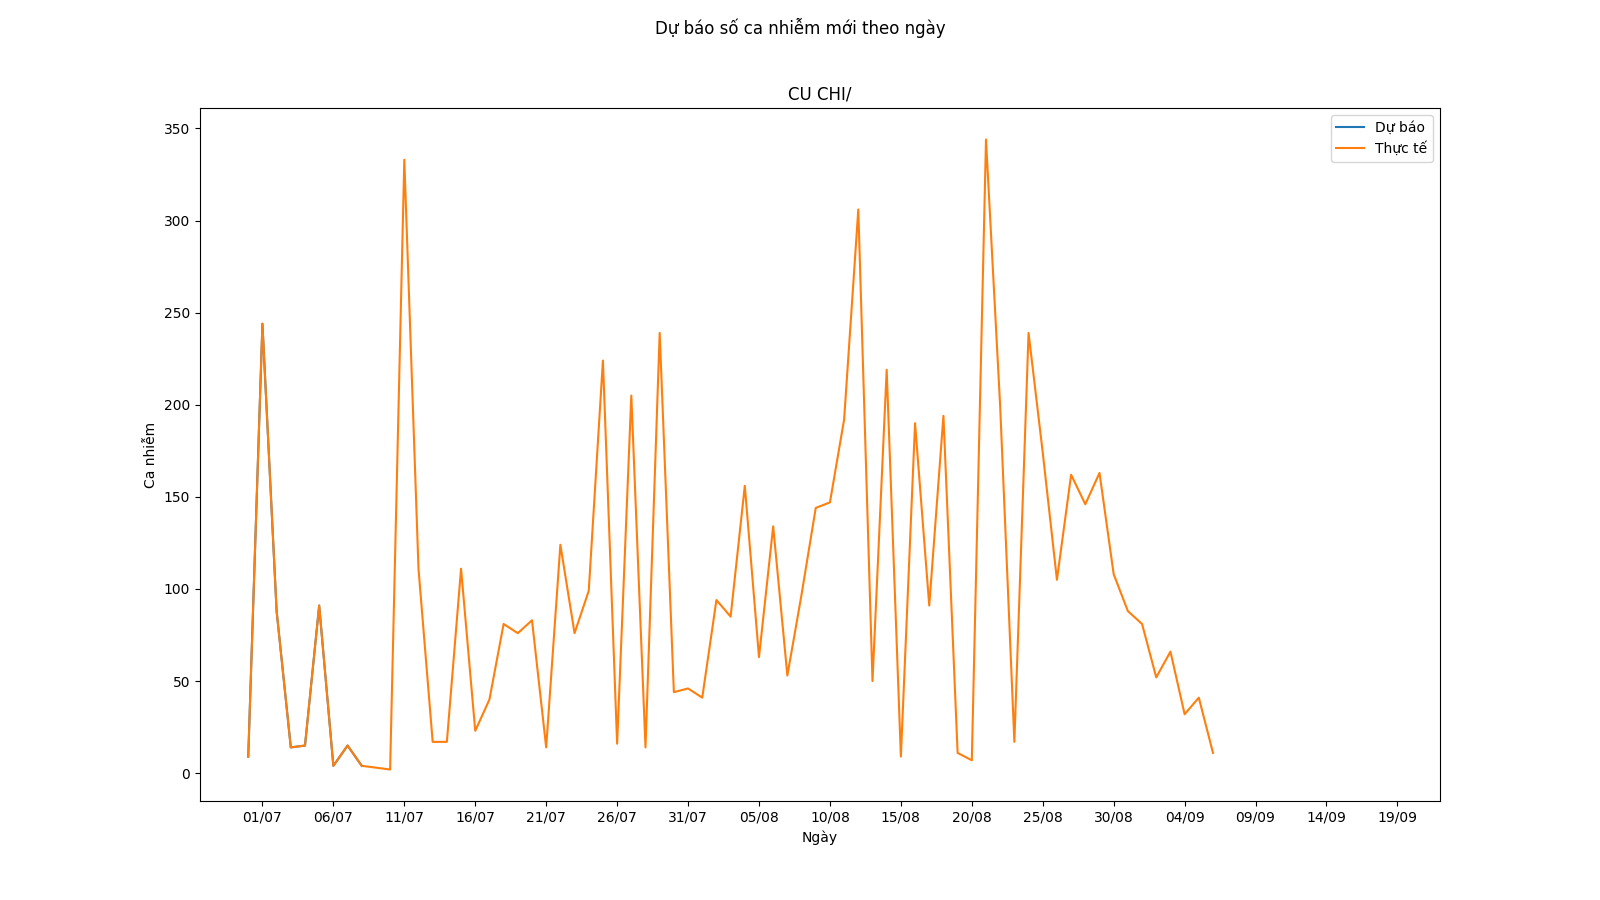 Dự báo số ca nhiễm mới theo ngày
CU CHI/
Dự báo
Thực tế
350
300
250
200
150
100
50
0
Ca nhiễm
01/07 06/07 11/07 16/07 21/07 26/07 31/07 05/08 10/08 15/08 20/08 25/08 30/08 04/09 09/09 14/09 19/09
Ngày